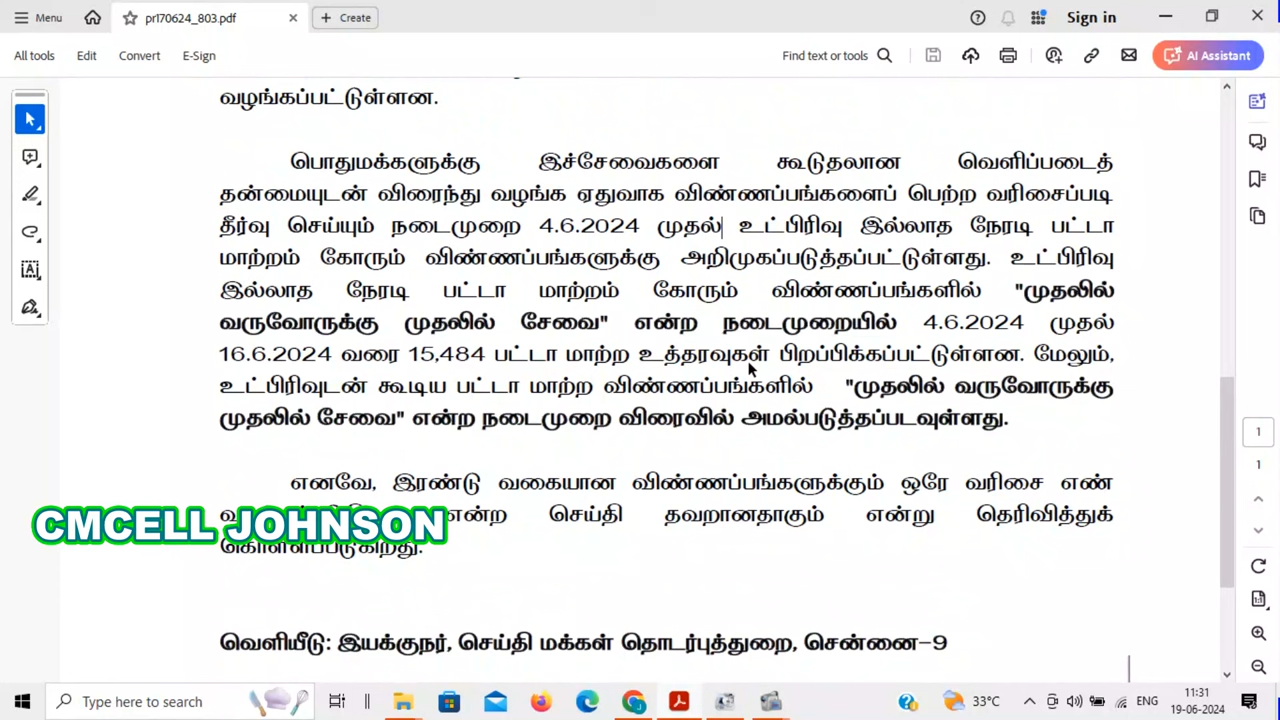 Menu
pr170624_803.pdf
Create
Sign in
All tools
Edit
Convert
E-Sign
Find text or tools
AI Assistant
வழங்கப்பட்டுள்ளன.
பொதுமக்களுக்கு இச்சேவைகளை கூடுதலான வெளிப்படைத்
தன்மையுடன் விரைந்து வழங்க ஏதுவாக விண்ணப்பங்களைப் பெற்ற வரிசைப்படி
தீர்வு செய்யும் நடைமுறை 4.6.2024 முதல் உட்பிரிவு இல்லாத நேரடி பட்டா
மாற்றம் கோரும் விண்ணப்பங்களுக்கு அறிமுகப்படுத்தப்பட்டுள்ளது. உட்பிரிவு
இல்லாத நேரடி பட்டா மாற்றம் கோரும் விண்ணப்பங்களில் "முதலில்
வருவோருக்கு முதலில் சேவை" என்ற நடைமுறையில் 4.6.2024 முதல்
16.6.2024 வரை 15,484 பட்டா மாற்ற உத்தரவுகள் பிறப்பிக்கப்பட்டுள்ளன. மேலும்,
உட்பிரிவுடன் கூடிய பட்டா மாற்ற விண்ணப்பங்களில் "முதலில் வருவோருக்கு
முதலில் சேவை" என்ற நடைமுறை விரைவில் அமல்படுத்தப்படவுள்ளது.
எனவே, இரண்டு வகையான விண்ணப்பங்களுக்கும் ஒரே வரிசை எண்
என்ற செய்தி தவறானதாகும் என்று தெரிவித்துக்
CMCELL JOHNSON
கொள்ளப்படுகிறது.
வெளியீடு: இயக்குநர், செய்தி மக்கள் தொடர்புத்துறை, சென்னை-9
1
1
Type here to search
33°C
ENG
11:31
19-06-2024